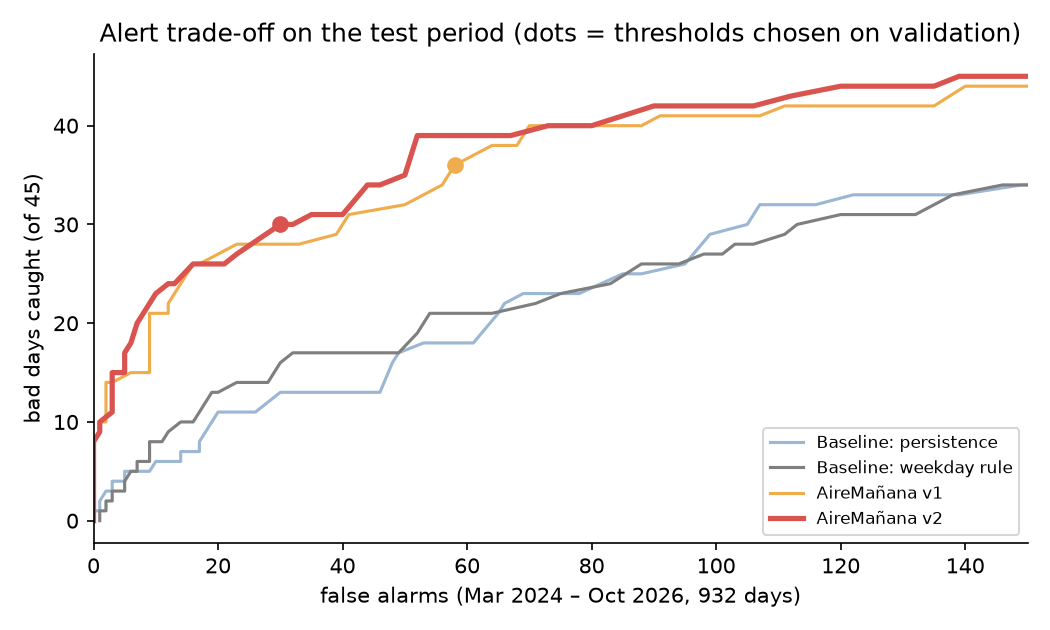 Alert trade-off on the test period (dots = thresholds chosen on validation)
bad days caught (of 45)
40
30
20
10
0
0 20 40 60 80 100 120 140
false alarms (Mar 2024 – Oct 2026, 932 days)
Baseline: persistence
Baseline: weekday rule
AireMañana v1
AireMañana v2